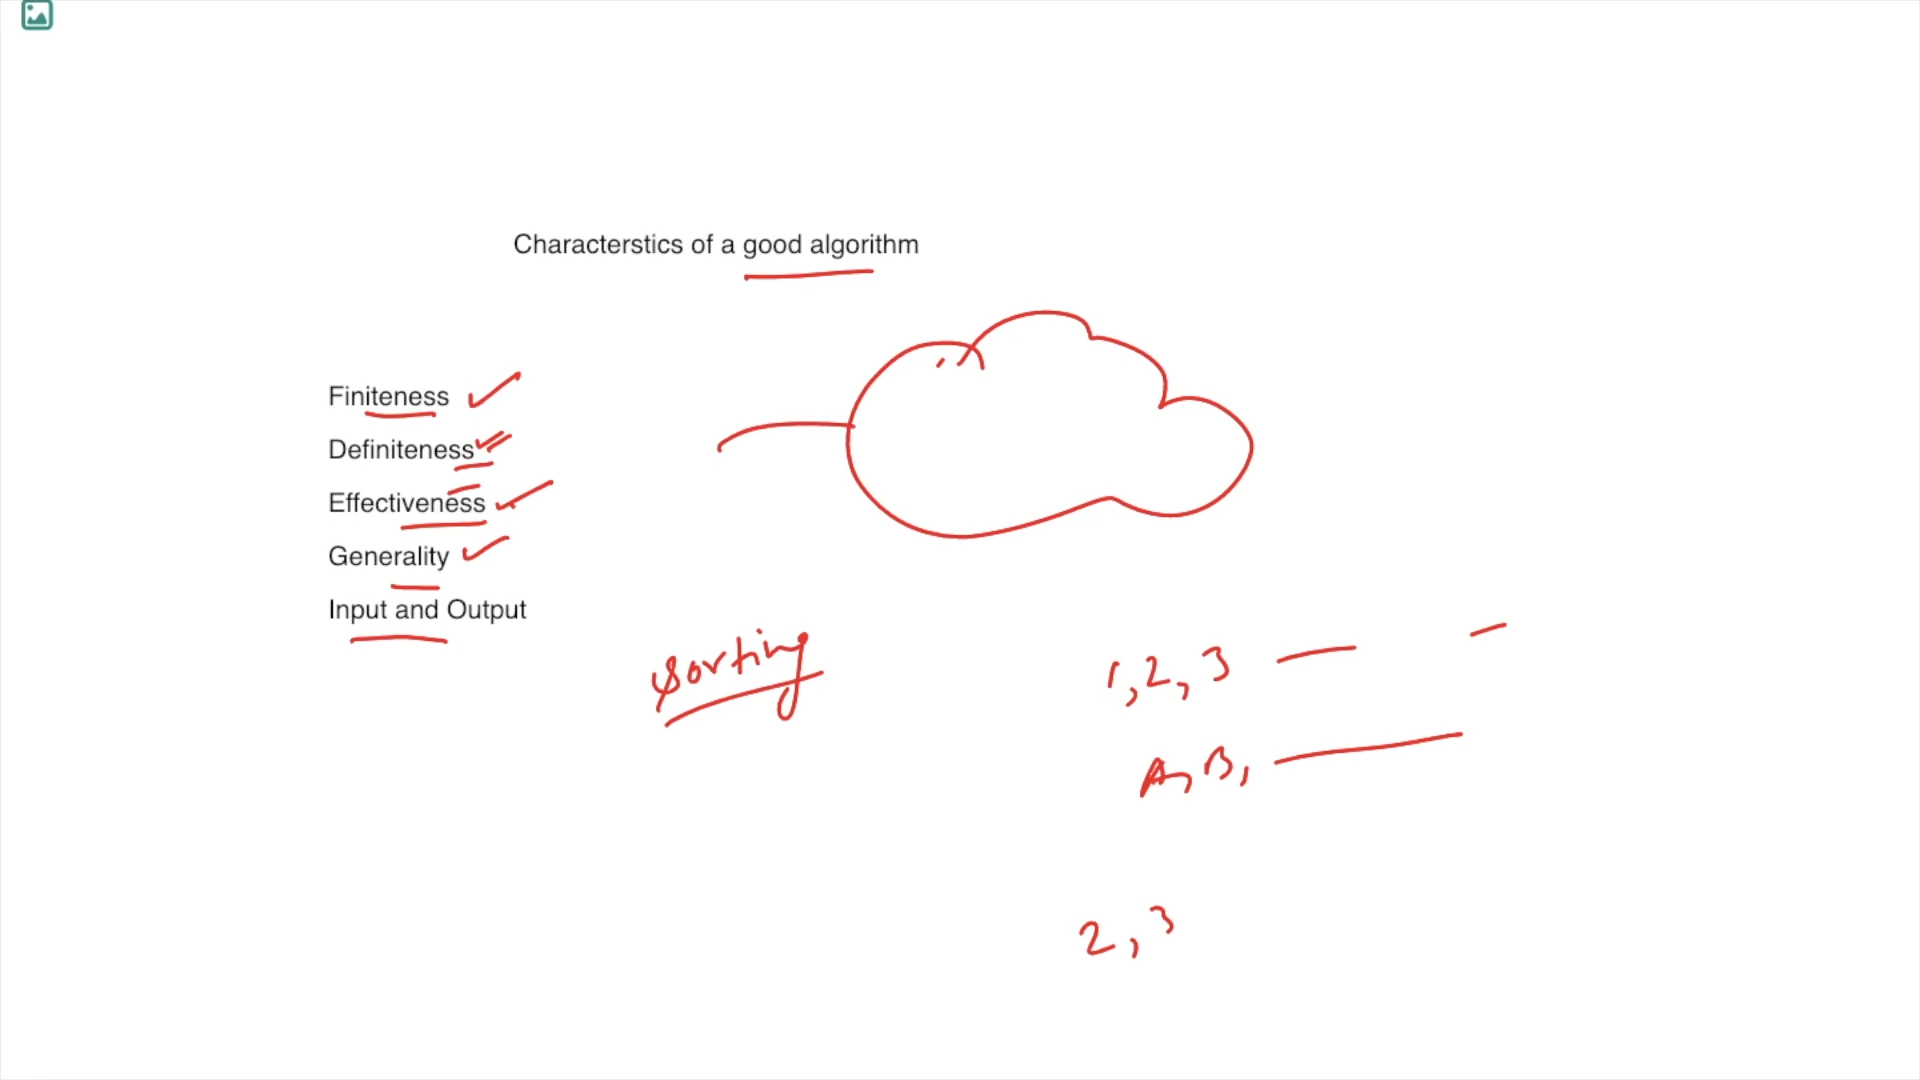 Characterstics of a good algorithm
Finiteness
Definiteness
Effectiveness
Generality
Input and Output
Sorting
1, 2, 3
A, B,
2, 3